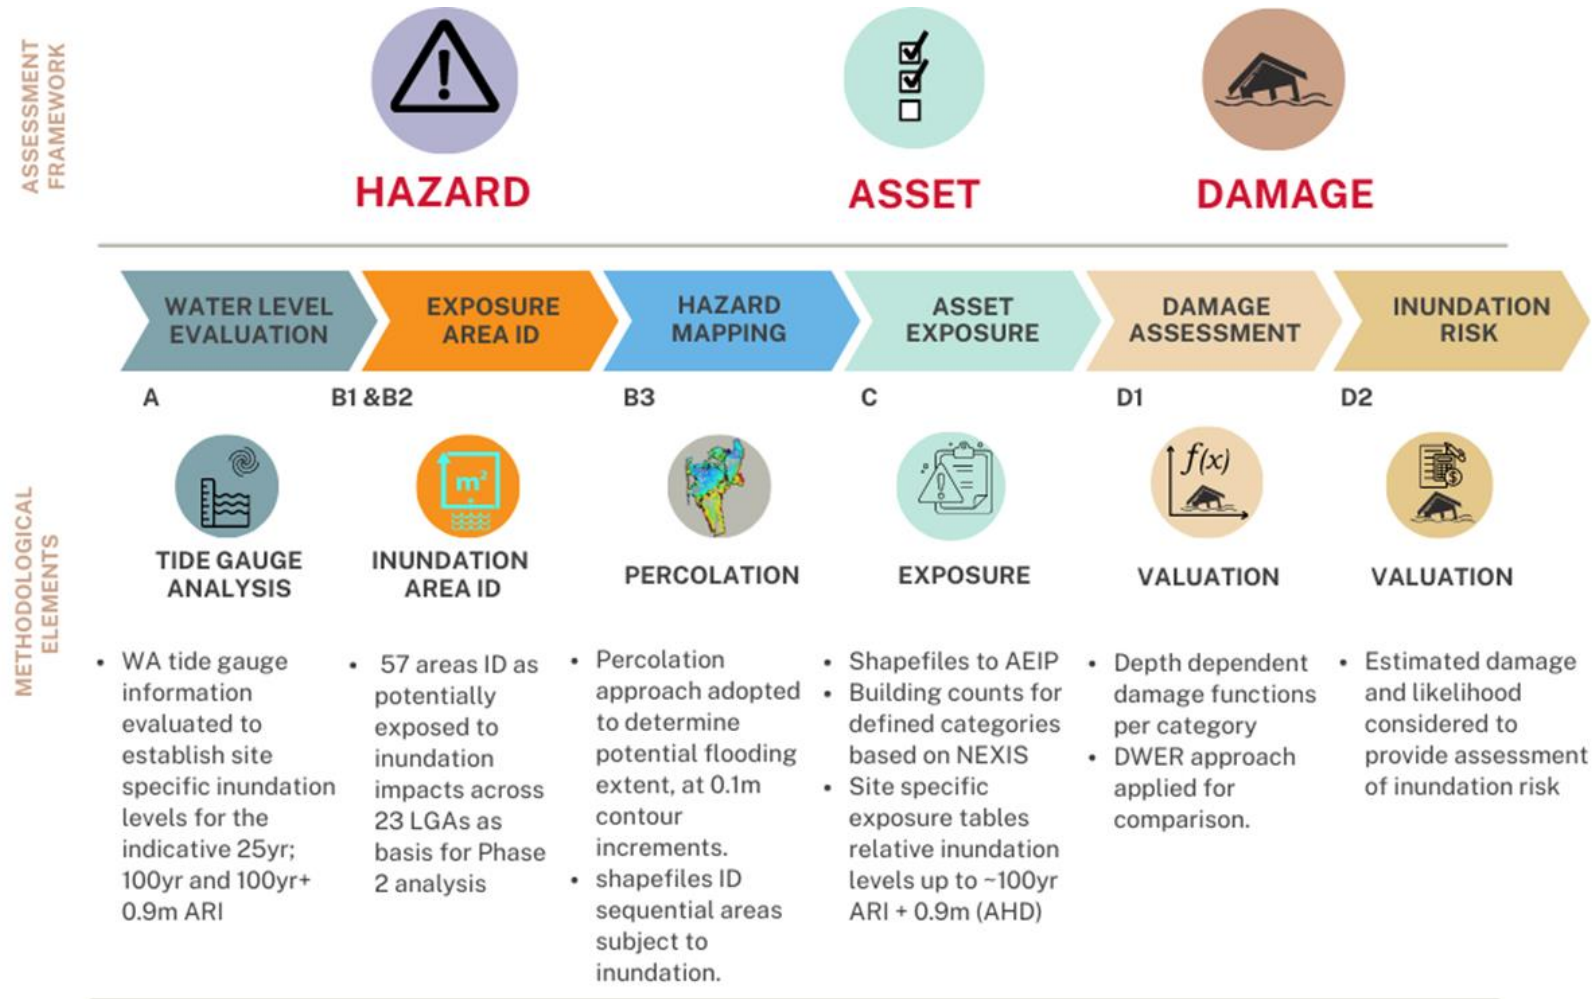 ASSESSMENT
FRAMEWORK
HAZARD
ASSET
DAMAGE
WATER LEVEL
EVALUATION
EXPOSURE
AREA ID
HAZARD
MAPPING
ASSET
EXPOSURE
DAMAGE
ASSESSMENT
INUNDATION
RISK
A
B1 &B2
B3
C
D1
D2
METHODOLOGICAL
ELEMENTS
m²
f(x)
$
TIDE GAUGE
ANALYSIS
INUNDATION
AREA ID
PERCOLATION
EXPOSURE
VALUATION
VALUATION
• WA tide gauge
information
evaluated to
establish site
specific inundation
levels for the
indicative 25yr;
100yr and 100yr+
0.9m ARI
• 57 areas ID as
potentially
exposed to
inundation
impacts across
23 LGAs as
basis for Phase
2 analysis
• Percolation
approach adopted
to determine
potential flooding
extent, at 0.1m
contour
increments.
• shapefiles ID
sequential areas
subject to
inundation.
• Shapefiles to AEIP
• Building counts for
defined categories
based on NEXIS
• Site specific
exposure tables
relative inundation
levels up to ~100yr
ARI + 0.9m (AHD)
• Depth dependent
damage functions
per category
• DWER approach
applied for
comparison.
• Estimated damage
and likelihood
considered to
provide assessment
of inundation risk